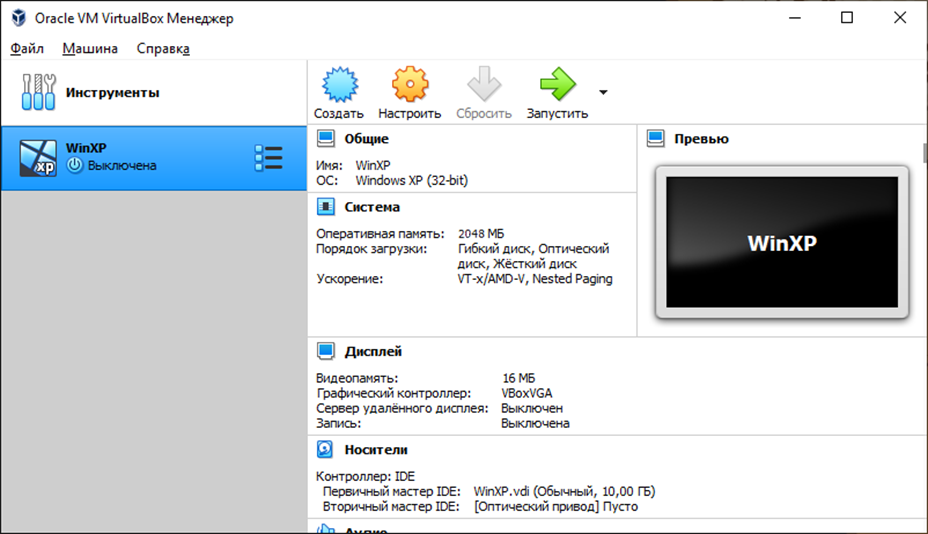 Oracle VM VirtualBox Менеджер
Файл Машина Справка
Инструменты
WinXP
Выключена
Создать Настроить Сбросить Запустить
Общие
Имя: WinXP
ОС: Windows XP (32-bit)
Система
Оперативная память: 2048 МБ
Порядок загрузки: Гибкий диск, Оптический
диск, Жёсткий диск
Ускорение: VT-x/AMD-V, Nested Paging
Превью
WinXP
Дисплей
Видеопамять: 16 МБ
Графический контроллер: VBoxVGA
Сервер удалённого дисплея: Выключен
Запись: Выключена
Носители
Контроллер: IDE
Первичный мастер IDE: WinXP.vdi (Обычный, 10,00 ГБ)
Вторичный мастер IDE: [Оптический привод] Пусто
Аудио